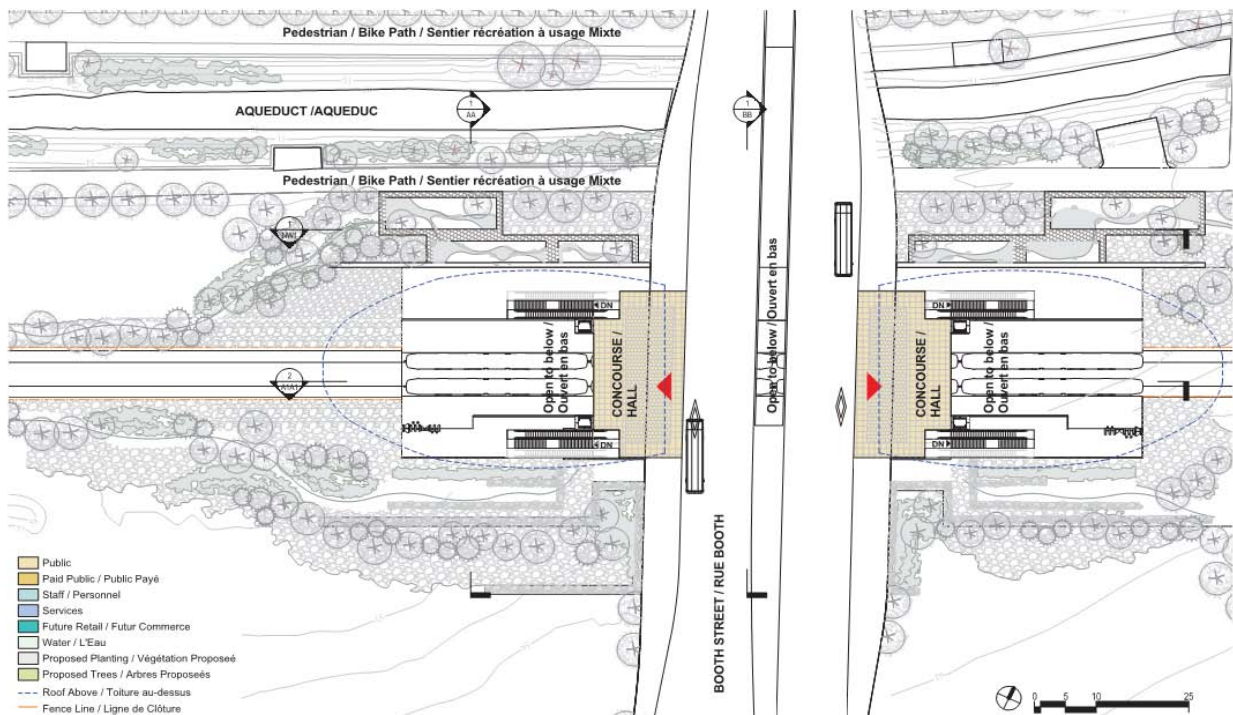 Pedestrian / Bike Path / Sentier récréation à usage Mixte
AQUEDUCT /AQUEDUC
1
AA
1
BB
Pedestrian / Bike Path / Sentier récréation à usage Mixte
1
Open to below / Ouvert en bas
DN
DN
Open to below /
Ouvert en bas
CONCOURSE /
HALL
CONCOURSE /
HALL
Open to below /
Ouvert en bas
2
A1A1
DN
DN
BOOTH STREET / RUE BOOTH
Public
Paid Public / Public Payé
Staff / Personnel
Services
Future Retail / Futur Commerce
Water / L'Eau
Proposed Planting / Végétation Proposeé
Proposed Trees / Arbres Proposeés
Roof Above / Toiture au-dessus
Fence Line / Ligne de Clôture
0 5 10 25